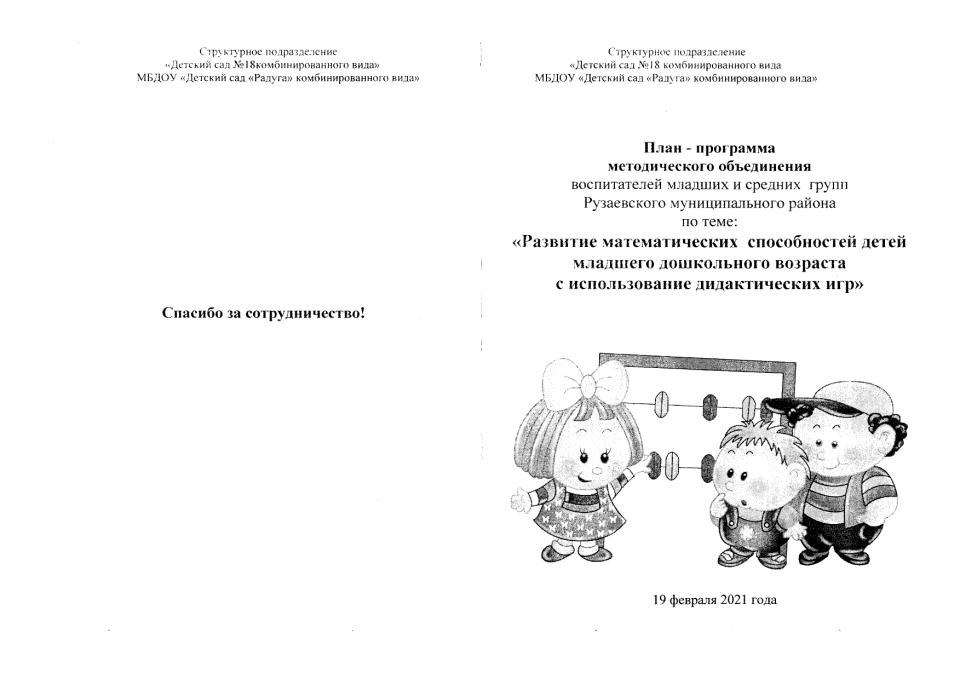 Структурное подразделение
«Детский сад №18комбинированного вида»
МБДОУ «Детский сад «Радуга» комбинированного вида»
Спасибо за сотрудничество!
Структурное подразделение
«Детский сад №18 комбинированного вида
МБДОУ «Детский сад «Радуга» комбинированного вида»
План - программа
методического объединения
воспитателей младших и средних групп
Рузаевского муниципального района
по теме:
«Развитие математических способностей детей
младшего дошкольного возраста
с использование дидактических игр»
19 февраля 2021 года